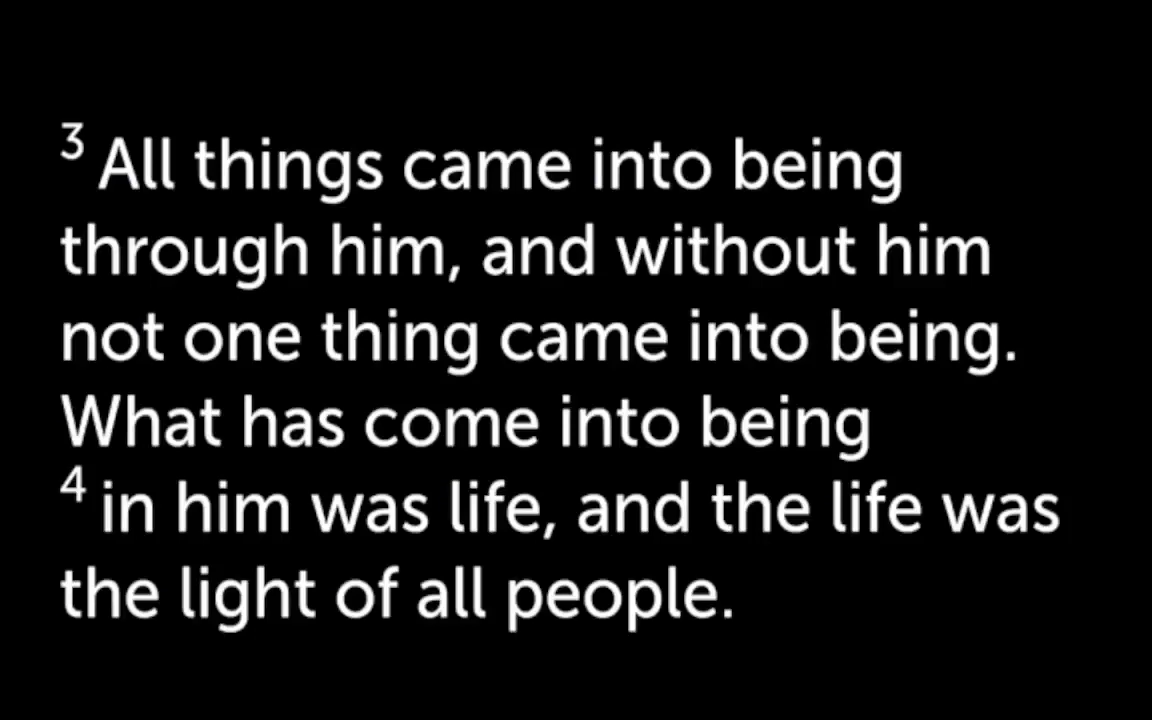 ³ All things came into being
through him, and without him
not one thing came into being.
What has come into being
⁴ in him was life, and the life was
the light of all people.